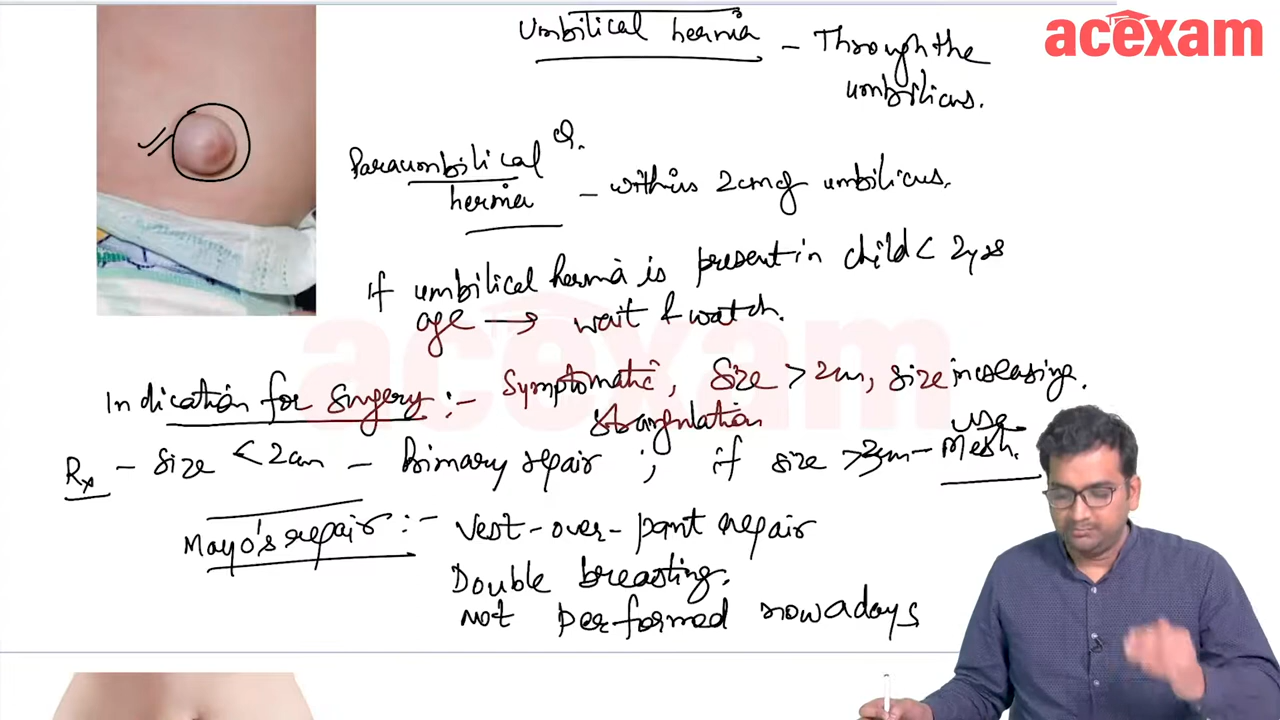 acexam
Umbilical hernia - Through the
umbilicus.
Paraumbilical Q.
hernia - within 2cm of umbilicus.
If umbilical hernia is present in child < 2yrs
age → wait & watch.
Indication for Surgery :- Symptomatic, Size > 2cm, size increasing.
strangulation
Rx - Size < 2cm - Primary repair ; if size > cm - use Mesh.
Mayo's repair :- Vest-over-pant repair
Double breasting.
Not performed nowadays
acexam